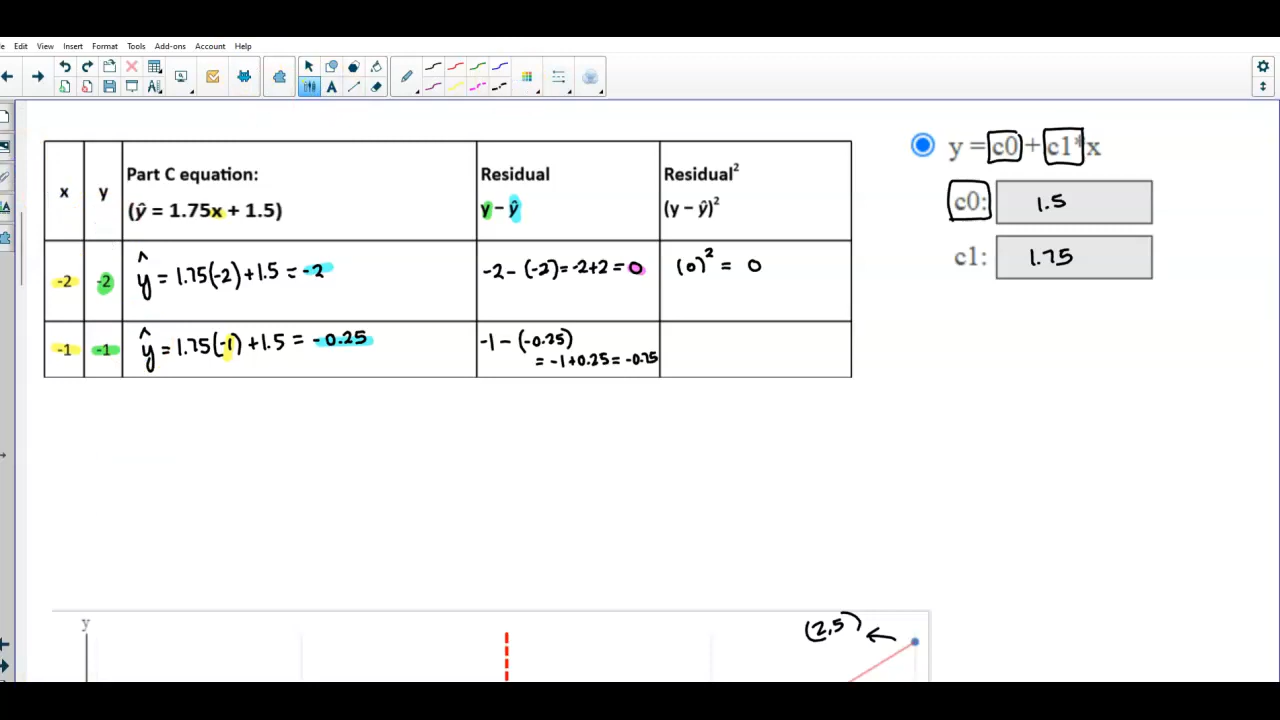 Edit View Insert Format Tools Add-ons Account Help
x y Part C equation: Residual Residual²
(ŷ = 1.75x + 1.5) y − ŷ (y − ŷ)²
-2 -2 ŷ = 1.75(-2)+1.5 = -2 -2 - (-2) = -2+2 = 0 (0)² = 0
-1 -1 ŷ = 1.75(-1)+1.5 = -0.25 -1 - (-0.25)
= -1+0.25 = -0.75
y = c0 + c1*x
c0: 1.5
c1: 1.75
y
(2,5)